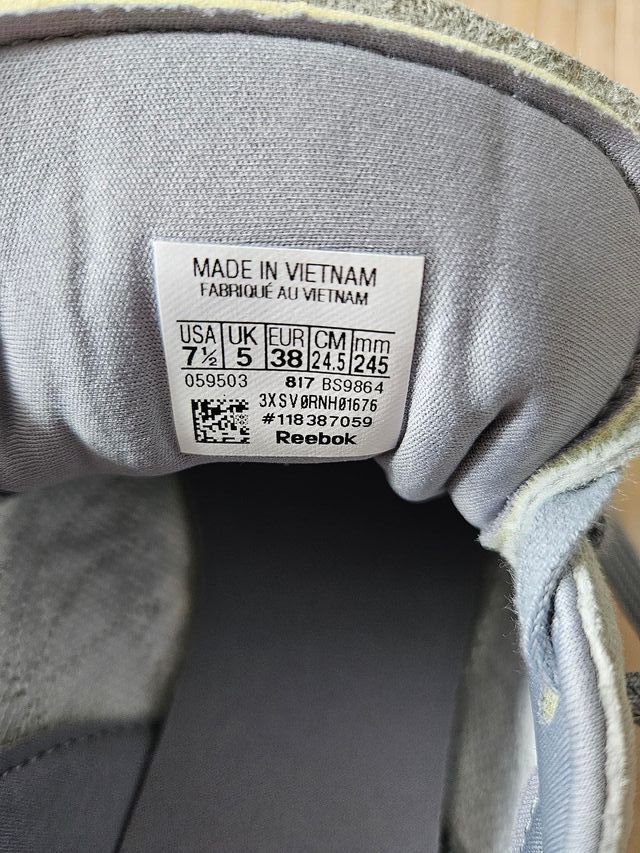 MADE IN VIETNAM
FABRIQUÉ AU VIETNAM
USA UK EUR CM mm
7½ 5 38 24.5 245
059503 817 BS9864
3XSVØRNHØ1676
#118387059
Reebok